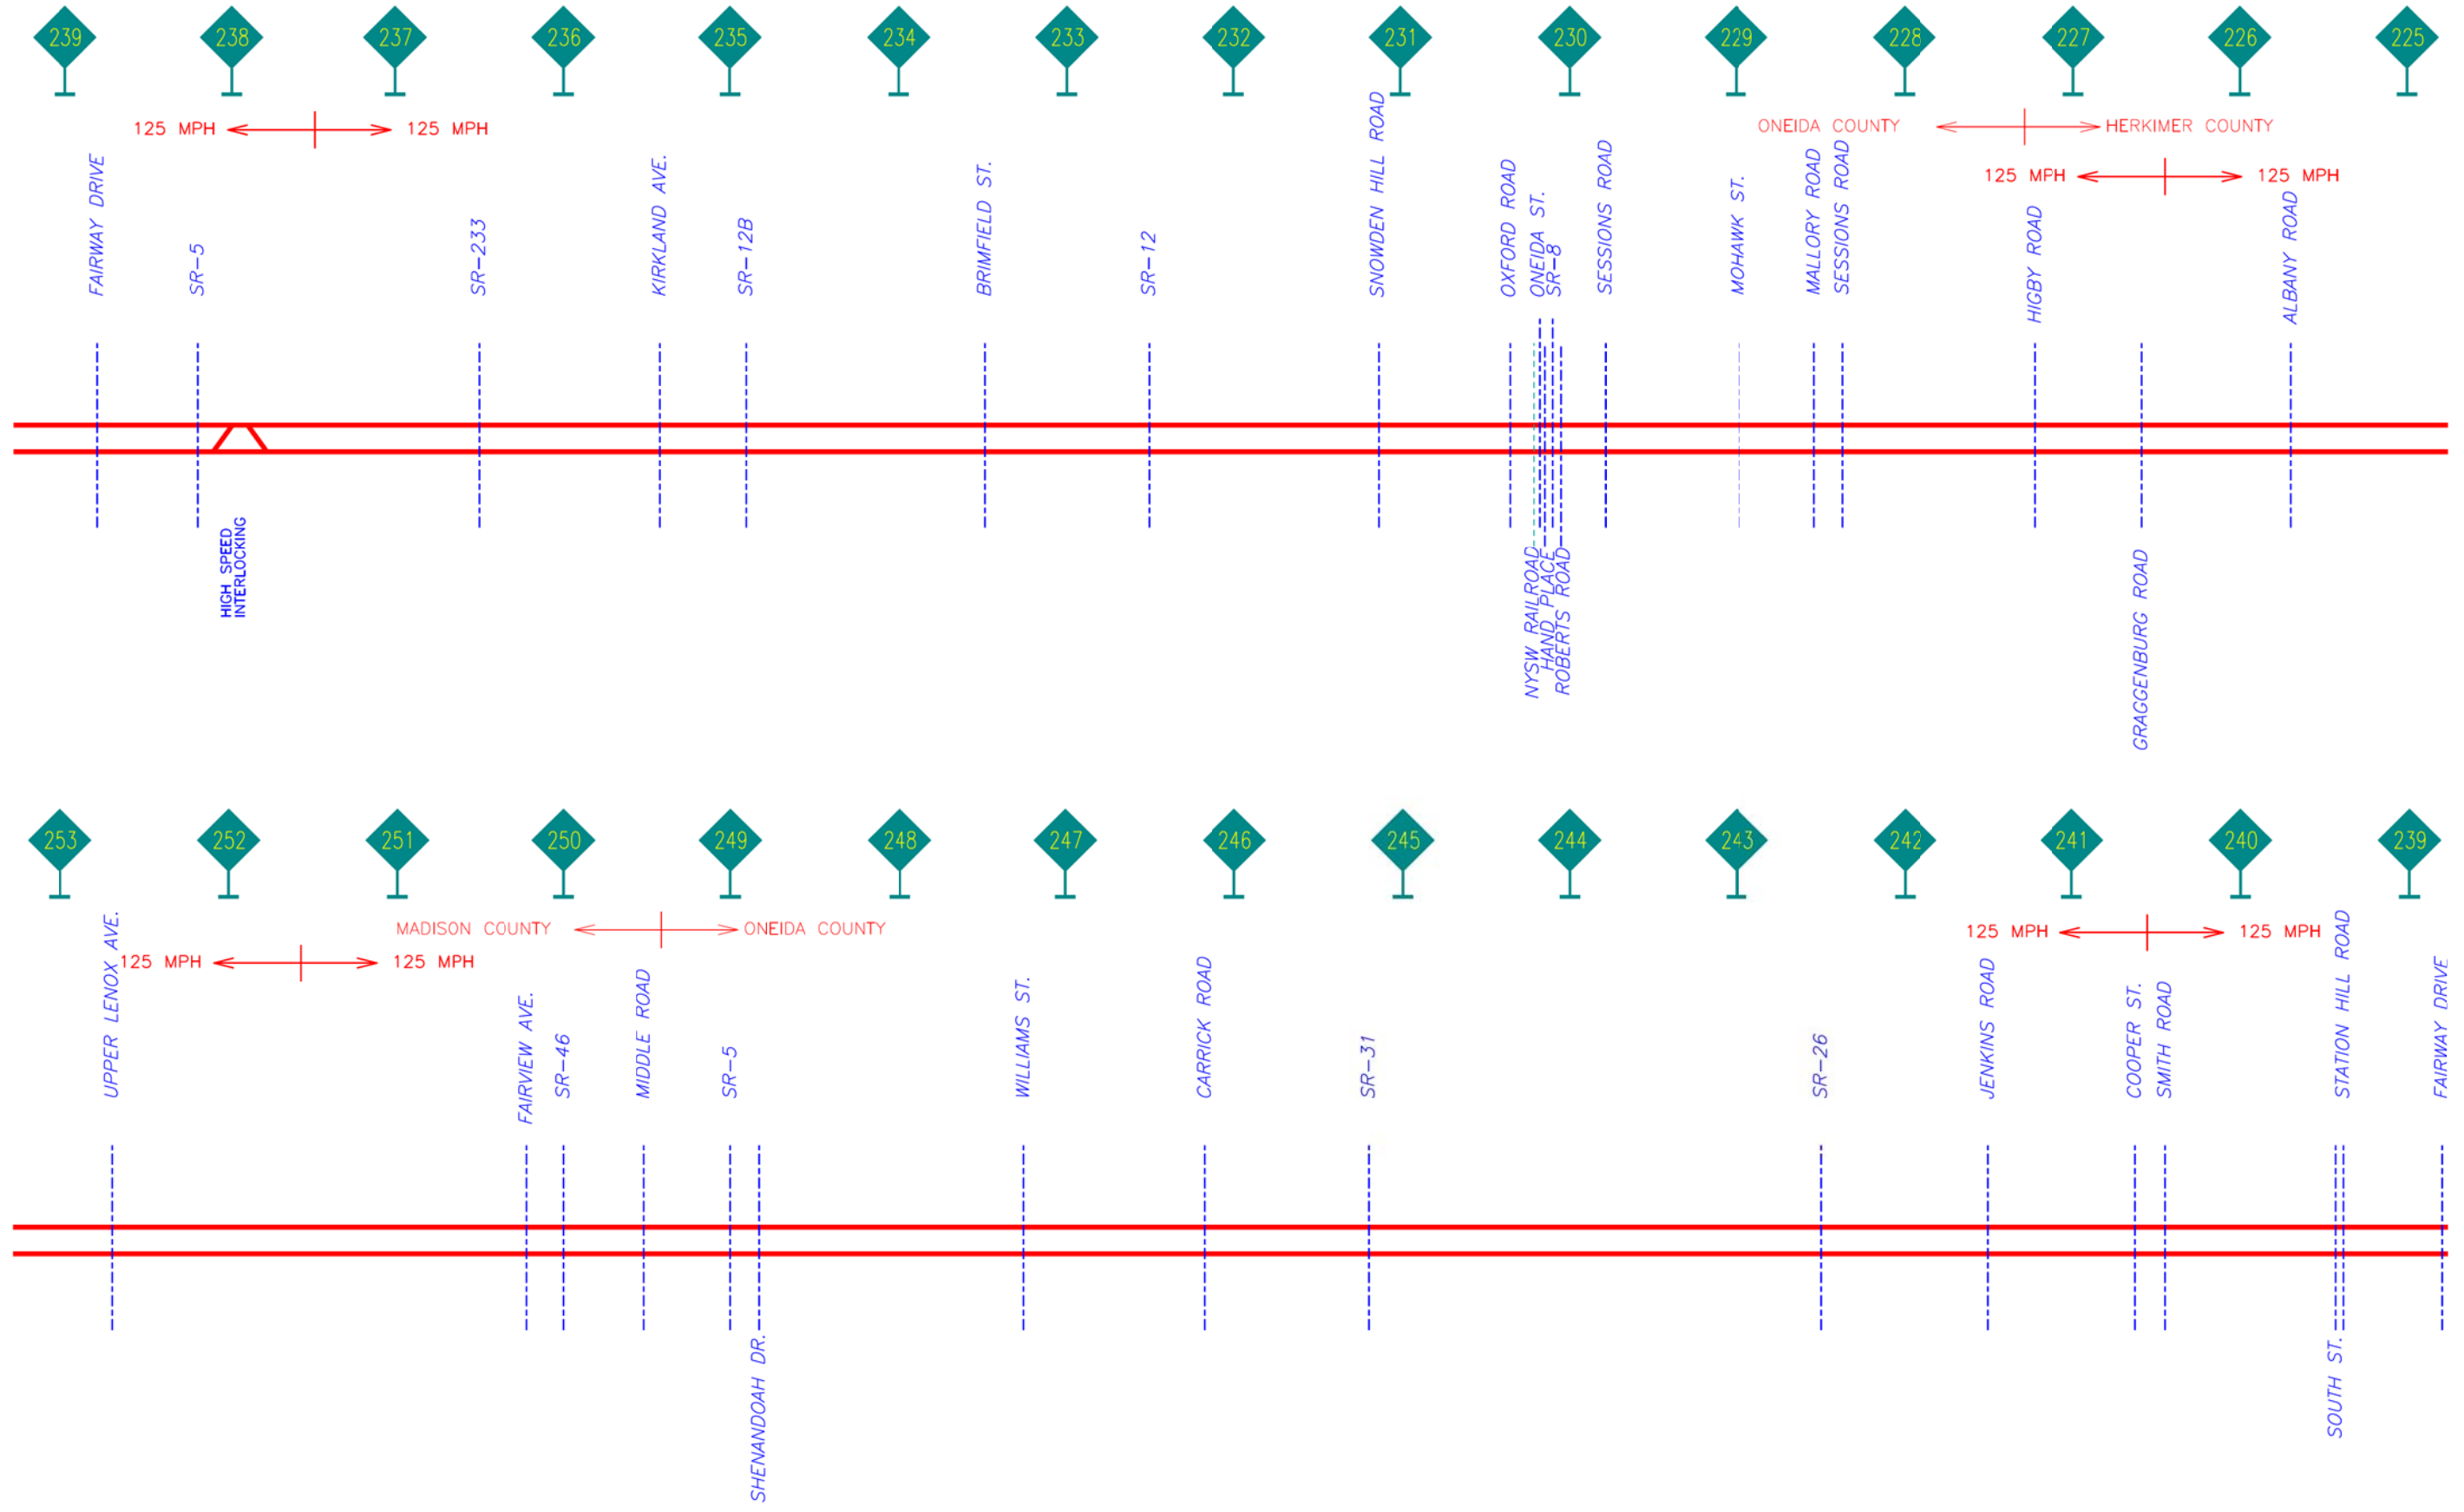 239 238 237 236 235 234 233 232 231 230 229 228 227 226 225
125 MPH 125 MPH
ONEIDA COUNTY HERKIMER COUNTY
125 MPH 125 MPH
FAIRWAY DRIVE
SR-5
SR-233
KIRKLAND AVE.
SR-12B
BRIMFIELD ST.
SR-12
SNOWDEN HILL ROAD
OXFORD ROAD
ONEIDA ST.
SR-8
SESSIONS ROAD
MOHAWK ST.
MALLORY ROAD
SESSIONS ROAD
HIGBY ROAD
ALBANY ROAD
HIGH SPEED
INTERLOCKING
NYSW RAILROAD
HAND PLACE
ROBERTS ROAD
GRAGGENBURG ROAD
253 252 251 250 249 248 247 246 245 244 243 242 241 240 239
MADISON COUNTY ONEIDA COUNTY
125 MPH 125 MPH
125 MPH 125 MPH
UPPER LENOX AVE.
FAIRVIEW AVE.
SR-46
MIDDLE ROAD
SR-5
WILLIAMS ST.
CARRICK ROAD
SR-31
SR-26
JENKINS ROAD
COOPER ST.
SMITH ROAD
STATION HILL ROAD
FAIRWAY DRIVE
SHENANDOAH DR.
SOUTH ST.